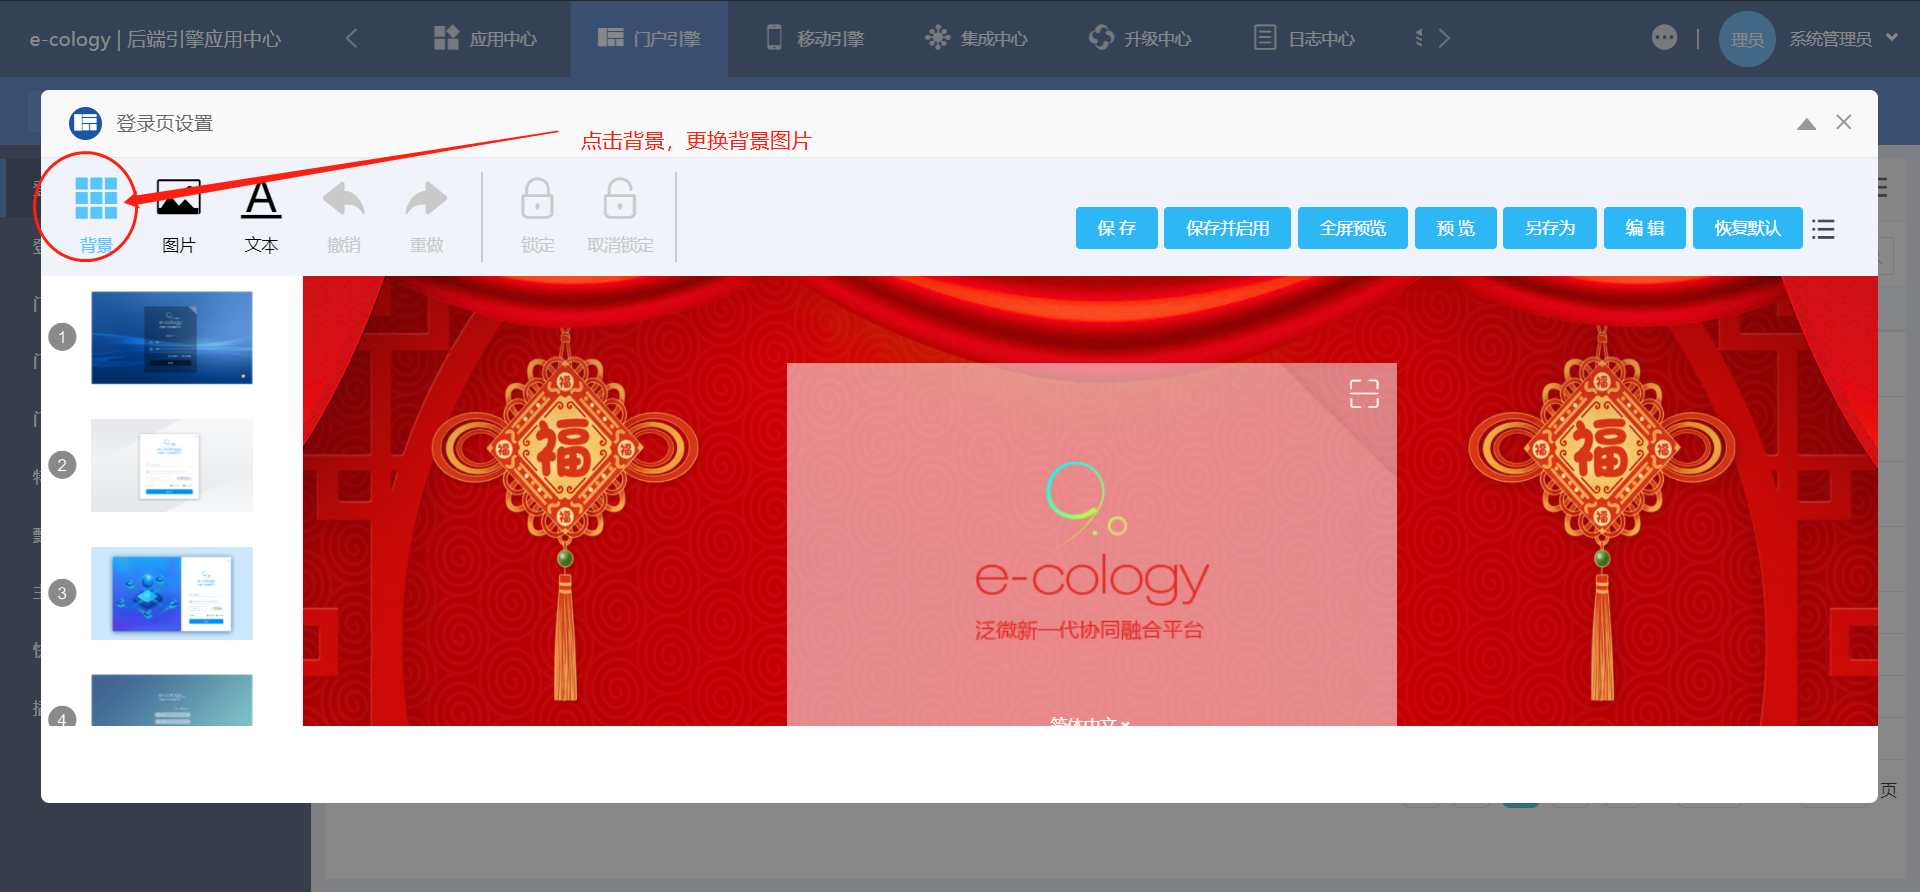 e-cology | 后端引擎应用中心
应用中心
门户引擎
移动引擎
集成中心
升级中心
日志中心
理员
系统管理员
登录页设置
点击背景，更换背景图片
背景
图片
文本
撤销
重做
锁定
取消锁定
保 存
保存并启用
全屏预览
预 览
另存为
编 辑
恢复默认
1
2
3
4
福
福
e-cology
泛微新一代协同融合平台
简体中文
页